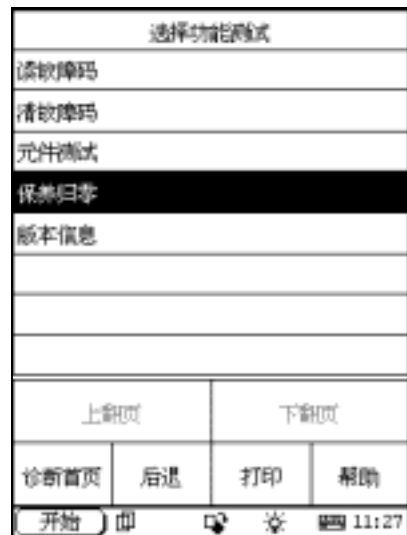 选择功能测试
读故障码
清故障码
元件测试
保养归零
版本信息
上翻页 下翻页
诊断首页 后退 打印 帮助
开始 11:27